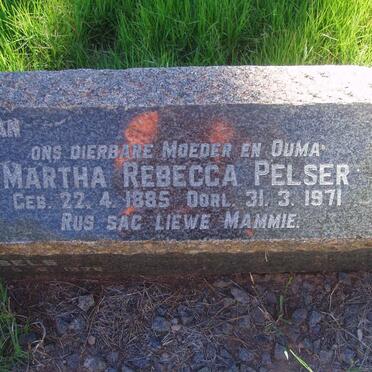 AN
ONS DIERBARE MOEDER EN OUMA
MARTHA REBECCA PELSER
GEB. 22. 4. 1885 OORL. 31. 3. 1971
RUS SAG LIEWE MAMMIE.